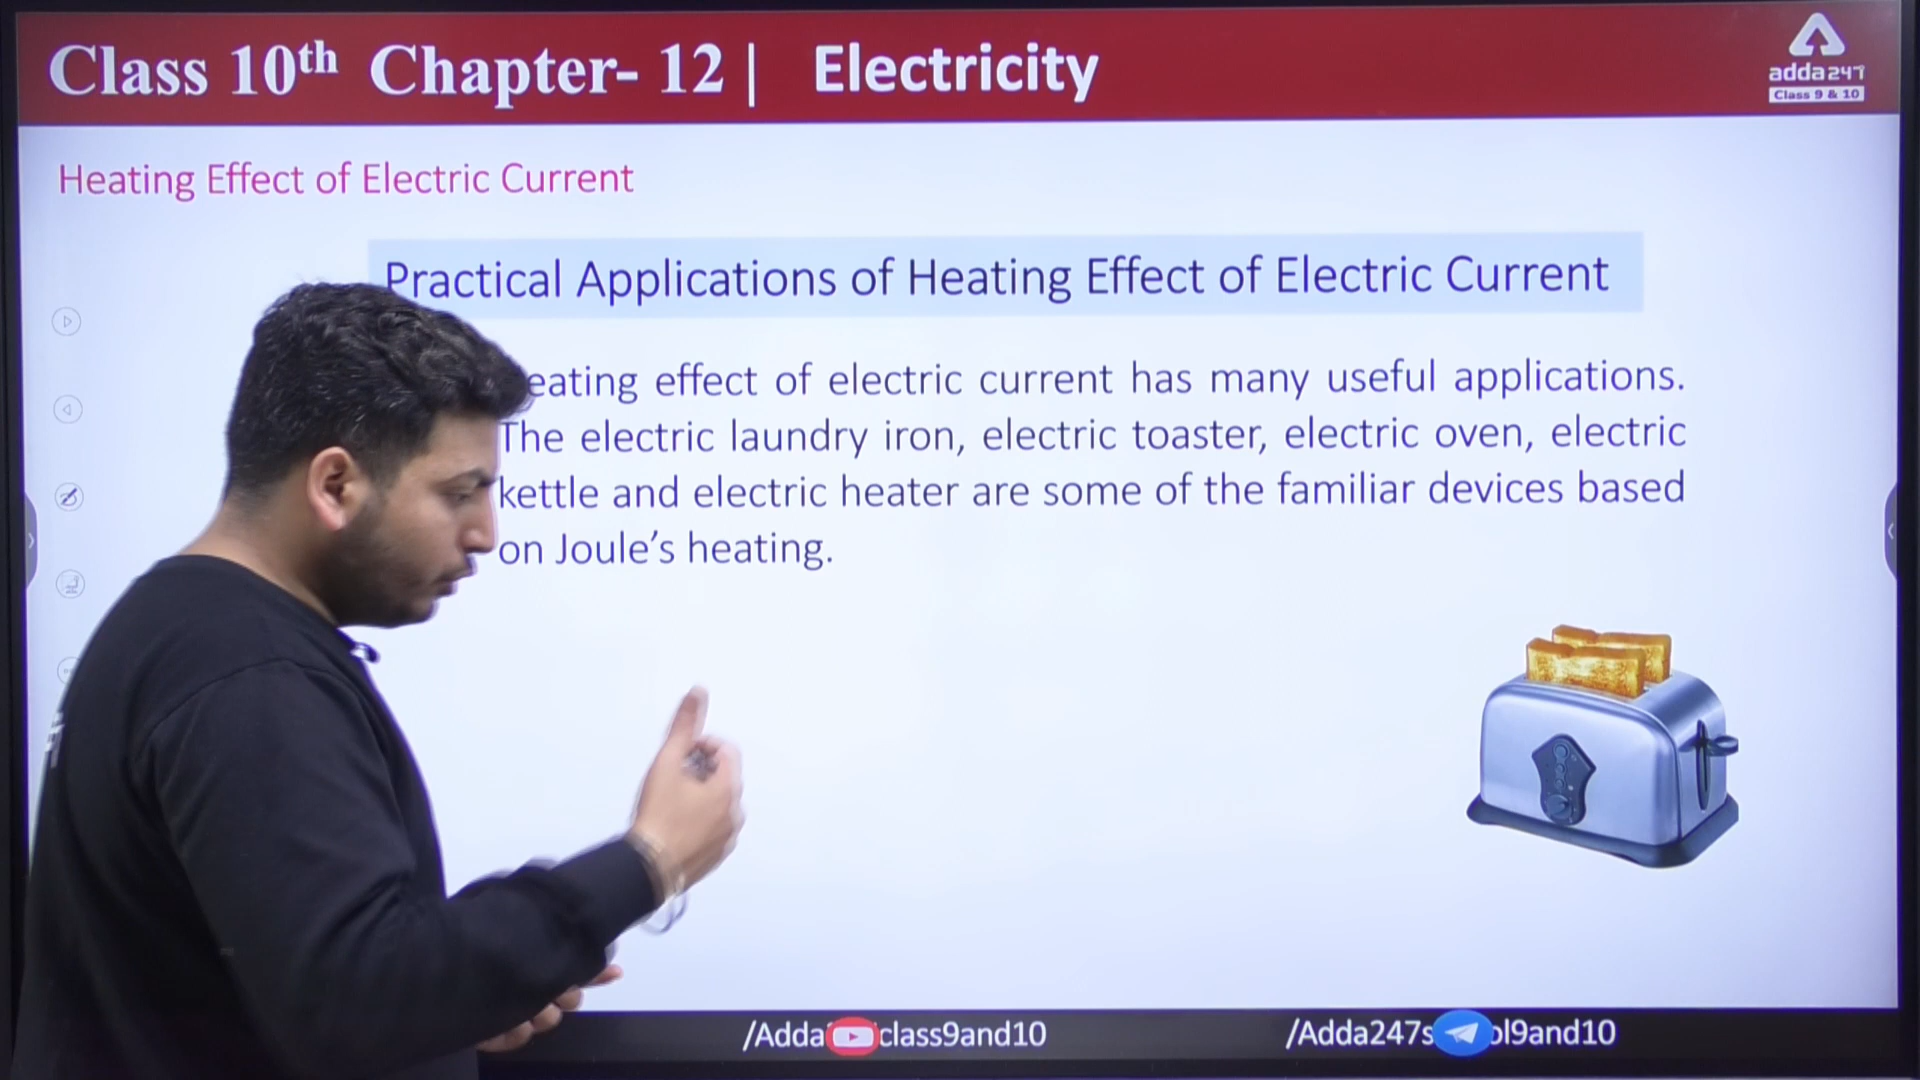 Class 10th Chapter- 12 | Electricity
adda247
Class 9 & 10
Heating Effect of Electric Current
Practical Applications of Heating Effect of Electric Current
eating effect of electric current has many useful applications.
The electric laundry iron, electric toaster, electric oven, electric
kettle and electric heater are some of the familiar devices based
on Joule's heating.
/Adda class9and10
/Adda247s ol9and10